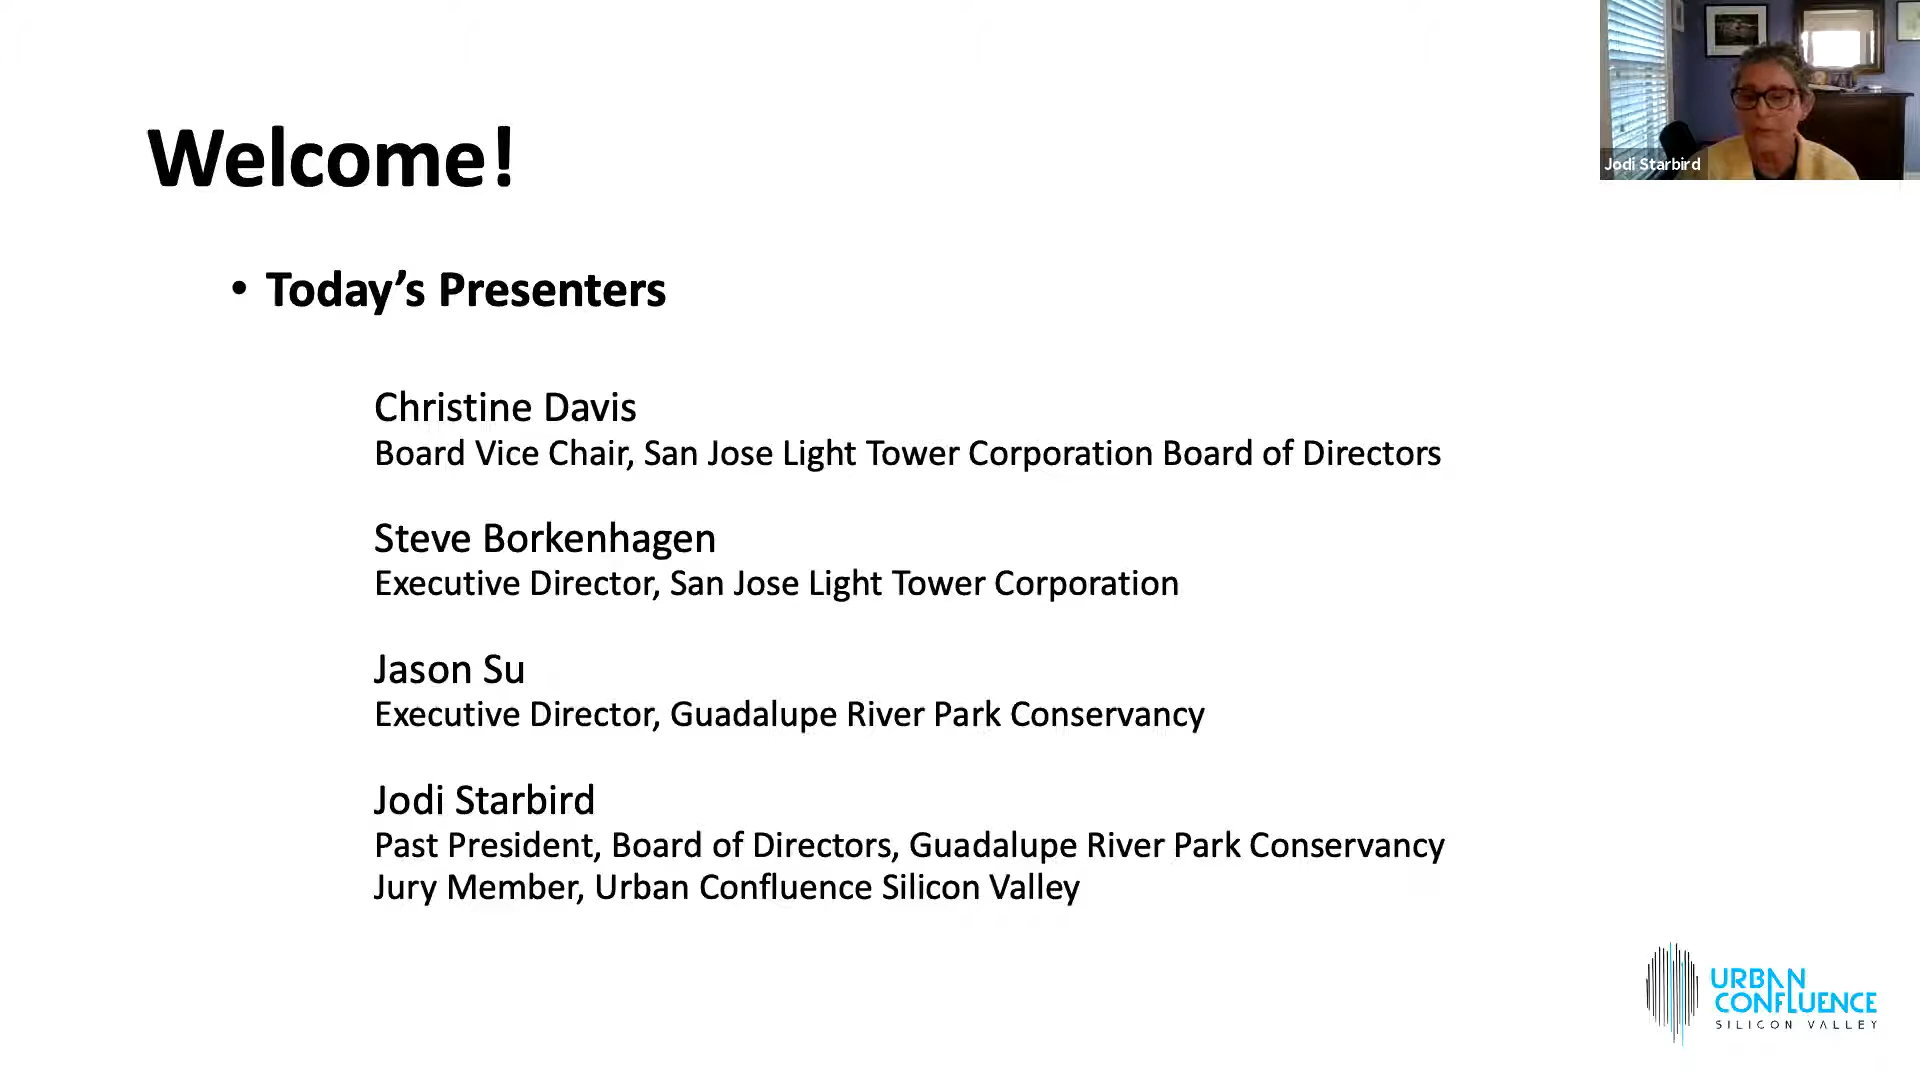 Welcome!
• Today’s Presenters
Christine Davis
Board Vice Chair, San Jose Light Tower Corporation Board of Directors
Steve Borkenhagen
Executive Director, San Jose Light Tower Corporation
Jason Su
Executive Director, Guadalupe River Park Conservancy
Jodi Starbird
Past President, Board of Directors, Guadalupe River Park Conservancy
Jury Member, Urban Confluence Silicon Valley
Jodi Starbird
URBAN
CONFLUENCE
SILICON VALLEY